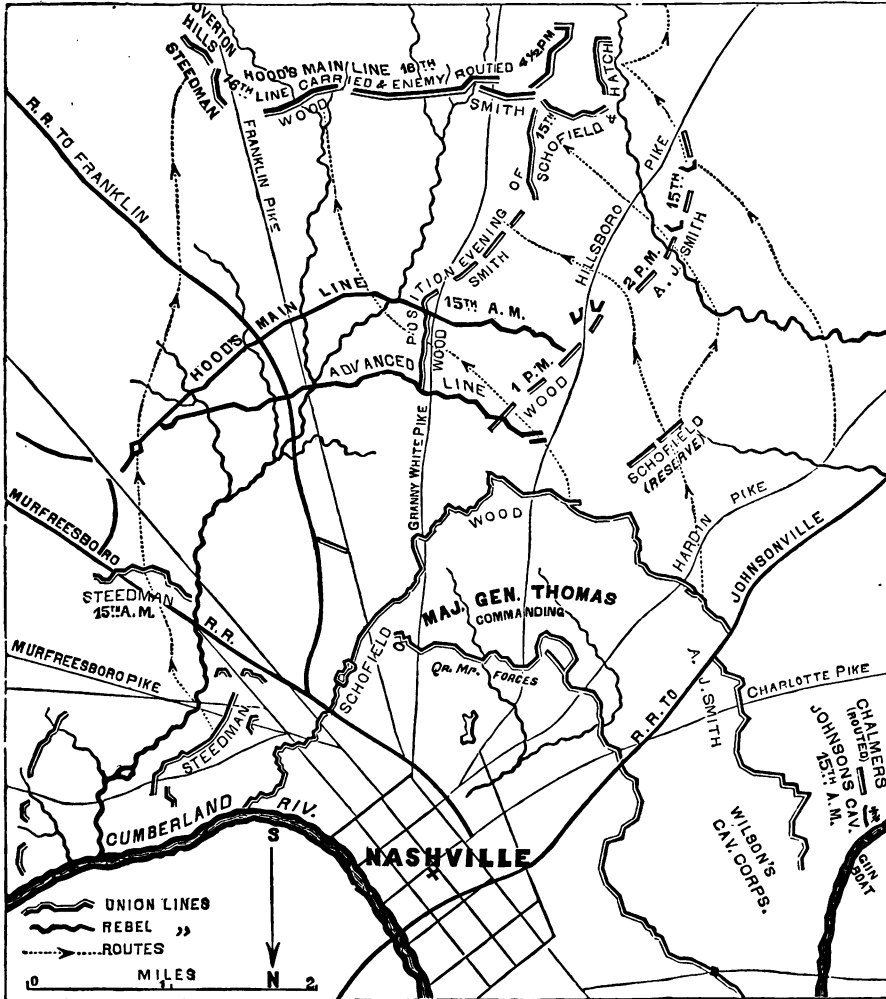 OVERTON
HILLS
STEEDMAN
16TH
HOOD'S MAIN LINE 16TH
LINE CARRIED & ENEMY ROUTED 4½ PM
WOOD
SMITH
15TH
SCHOFIELD &
HATCH
R. R. TO FRANKLIN
FRANKLIN PIKE
HILLSBORO PIKE
15TH
2 P.M.
A. J. SMITH
POSITION EVENING OF
SMITH
HOOD'S MAIN LINE 15TH A. M.
WOOD
ADVANCED LINE
1 P.M.
WOOD
GRANNY WHITE PIKE
SCHOFIELD
(RESERVE)
HARDIN PIKE
R. R. TO JOHNSONVILLE
MURFREESBORO R. R.
STEEDMAN
15TH A. M.
WOOD
MAJ. GEN. THOMAS
COMMANDING
SCHOFIELD
QR. MR. FORCES
MURFREESBORO PIKE
STEEDMAN
A. J. SMITH
CHARLOTTE PIKE
CHALMERS
(ROUTED)
JOHNSONS CAV.
15TH A. M.
WILSON'S
CAV. CORPS.
GUN
BOAT
CUMBERLAND RIV.
NASHVILLE
S
N
UNION LINES
REBEL ,,
ROUTES
MILES
0 1 2